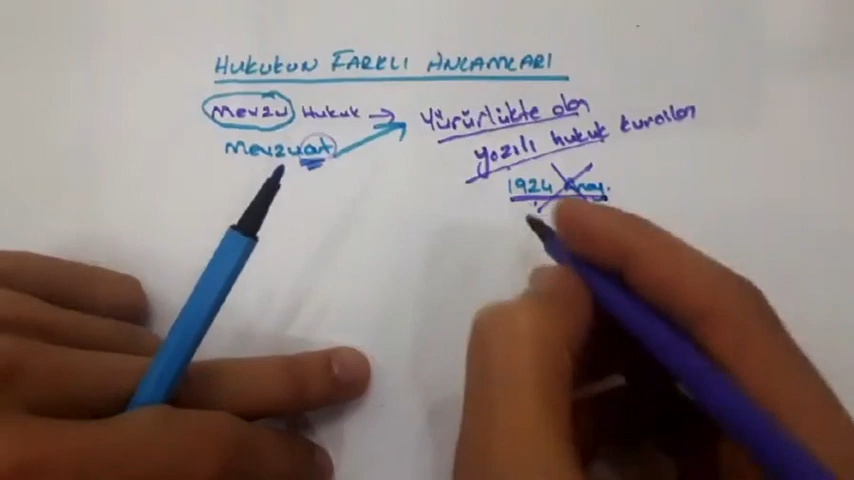 HUKUKUN FARKLI ANLAMLARI
Mevzu Hukuk → Yürürlükte olan
yazılı hukuk kuralları
Mevzuat
1924 Anay.